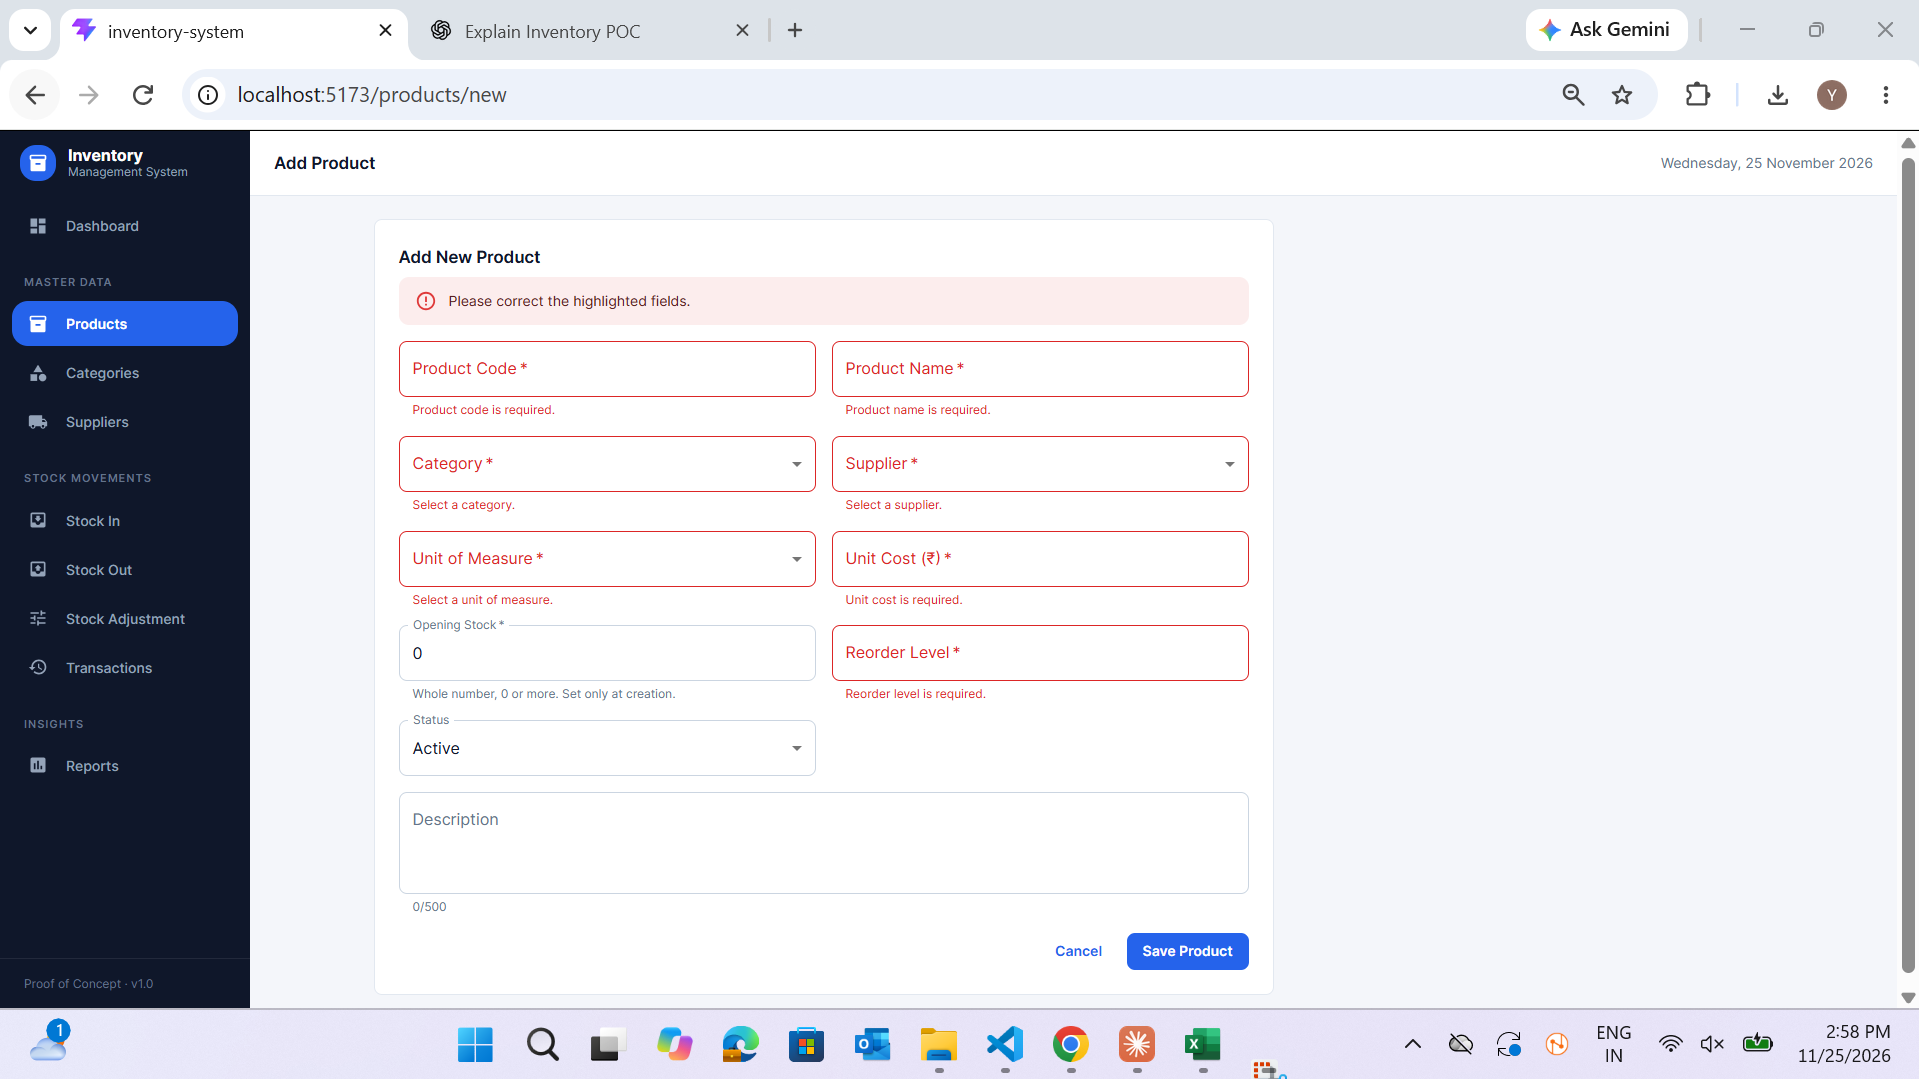 inventory-system
Explain Inventory POC
Ask Gemini
localhost:5173/products/new
Y
Inventory
Management System
Dashboard
MASTER DATA
Products
Categories
Suppliers
STOCK MOVEMENTS
Stock In
Stock Out
Stock Adjustment
Transactions
INSIGHTS
Reports
Proof of Concept · v1.0
Add Product
Wednesday, 25 November 2026
Add New Product
Please correct the highlighted fields.
Product Code *
Product Name *
Product code is required.
Product name is required.
Category *
Supplier *
Select a category.
Select a supplier.
Unit of Measure *
Unit Cost (₹) *
Select a unit of measure.
Unit cost is required.
Opening Stock *
0
Reorder Level *
Whole number, 0 or more. Set only at creation.
Reorder level is required.
Status
Active
Description
0/500
Cancel
Save Product
1
ENG
IN
2:58 PM
11/25/2026